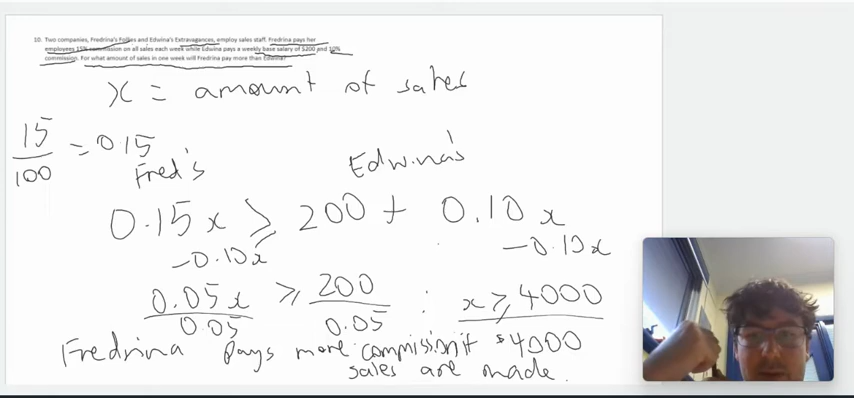 10. Two companies, Fredrina's Follies and Edwina's Extravagances, employ sales staff. Fredrina pays her
employees 15% commission on all sales each week while Edwina pays a weekly base salary of $200 and 10%
commission. For what amount of sales in one week will Fredrina pay more than Edwina?
x = amount of sales
15/100 = 0.15
Fred's Edwina's
0.15x ≥ 200 + 0.10x
-0.10x -0.10x
0.05x/0.05 ≥ 200/0.05 : x ≥ 4000
Fredrina pays more commission if $4000
sales are made.